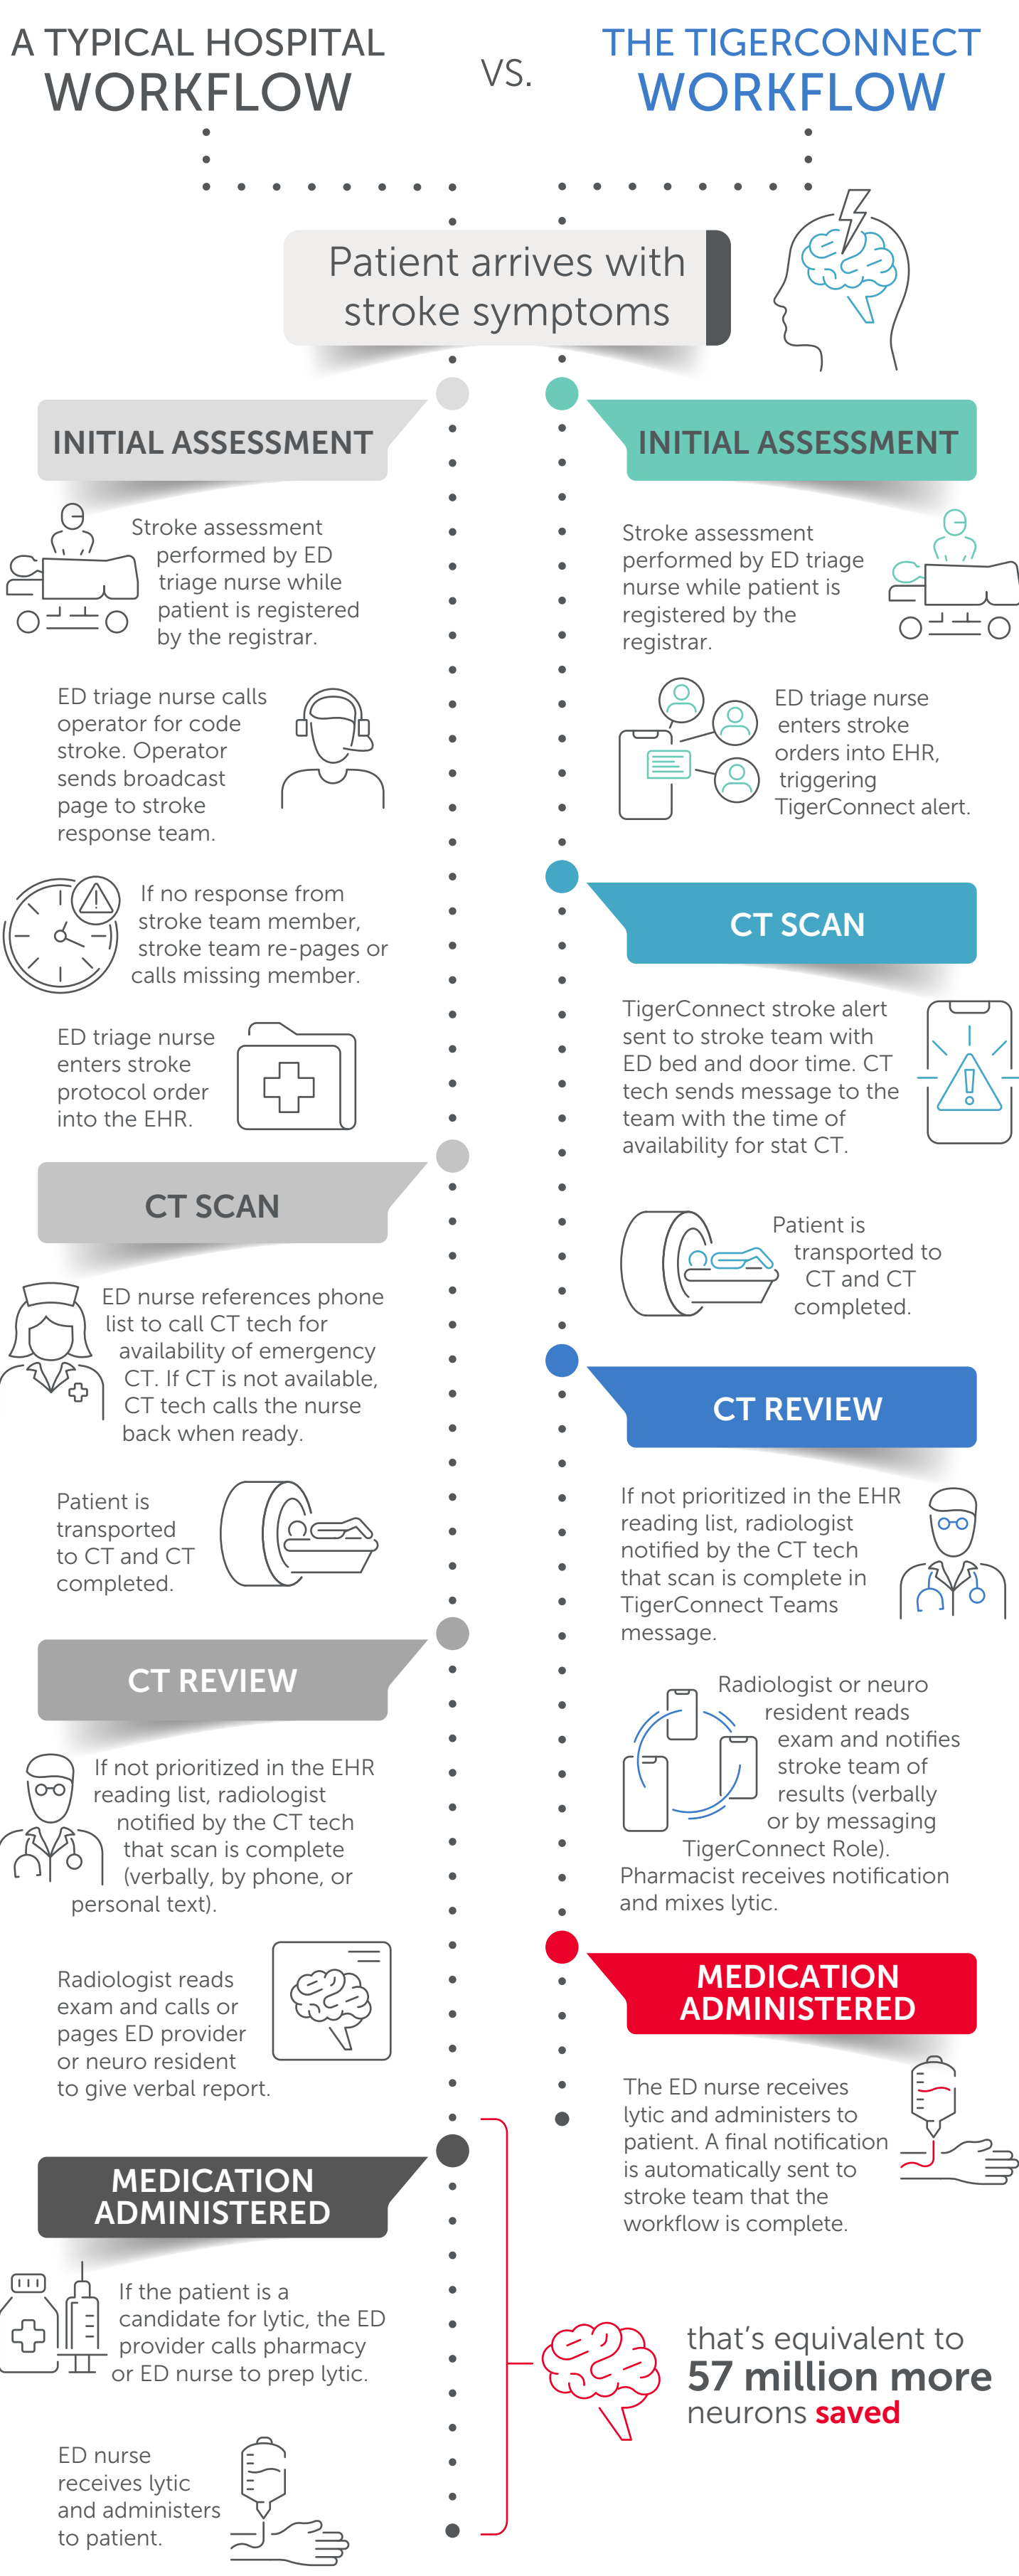 A TYPICAL HOSPITAL
WORKFLOW
VS.
THE TIGERCONNECT
WORKFLOW
Patient arrives with
stroke symptoms
INITIAL ASSESSMENT
Stroke assessment
performed by ED
triage nurse while
patient is registered
by the registrar.
ED triage nurse calls
operator for code
stroke. Operator
sends broadcast
page to stroke
response team.
If no response from
stroke team member,
stroke team re-pages or
calls missing member.
ED triage nurse
enters stroke
protocol order
into the EHR.
CT SCAN
ED nurse references phone
list to call CT tech for
availability of emergency
CT. If CT is not available,
CT tech calls the nurse
back when ready.
Patient is
transported
to CT and CT
completed.
CT REVIEW
If not prioritized in the EHR
reading list, radiologist
notified by the CT tech
that scan is complete
(verbally, by phone, or
personal text).
Radiologist reads
exam and calls or
pages ED provider
or neuro resident
to give verbal report.
MEDICATION
ADMINISTERED
If the patient is a
candidate for lytic, the ED
provider calls pharmacy
or ED nurse to prep lytic.
ED nurse
receives lytic
and administers
to patient.
INITIAL ASSESSMENT
Stroke assessment
performed by ED triage
nurse while patient is
registered by the
registrar.
ED triage nurse
enters stroke
orders into EHR,
triggering
TigerConnect alert.
CT SCAN
TigerConnect stroke alert
sent to stroke team with
ED bed and door time. CT
tech sends message to the
team with the time of
availability for stat CT.
Patient is
transported to
CT and CT
completed.
CT REVIEW
If not prioritized in the EHR
reading list, radiologist
notified by the CT tech
that scan is complete in
TigerConnect Teams
message.
Radiologist or neuro
resident reads
exam and notifies
stroke team of
results (verbally
or by messaging
TigerConnect Role).
Pharmacist receives notification
and mixes lytic.
MEDICATION
ADMINISTERED
The ED nurse receives
lytic and administers to
patient. A final notification
is automatically sent to
stroke team that the
workflow is complete.
that's equivalent to
57 million more
neurons saved